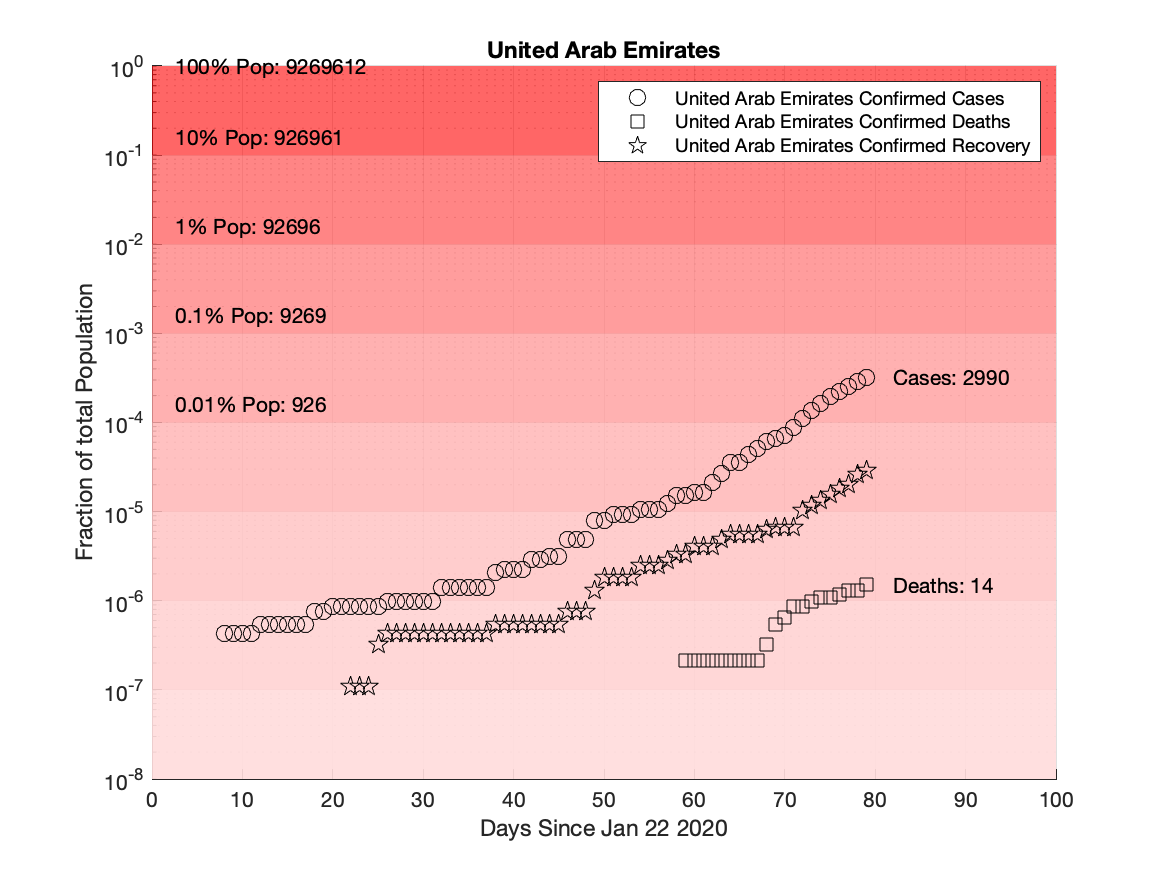 United Arab Emirates
10^0
100% Pop: 9269612
United Arab Emirates Confirmed Cases
United Arab Emirates Confirmed Deaths
United Arab Emirates Confirmed Recovery
10% Pop: 926961
10^-1
1% Pop: 92696
10^-2
0.1% Pop: 9269
10^-3
Cases: 2990
0.01% Pop: 926
10^-4
10^-5
Deaths: 14
10^-6
10^-7
10^-8
Fraction of total Population
0 10 20 30 40 50 60 70 80 90 100
Days Since Jan 22 2020